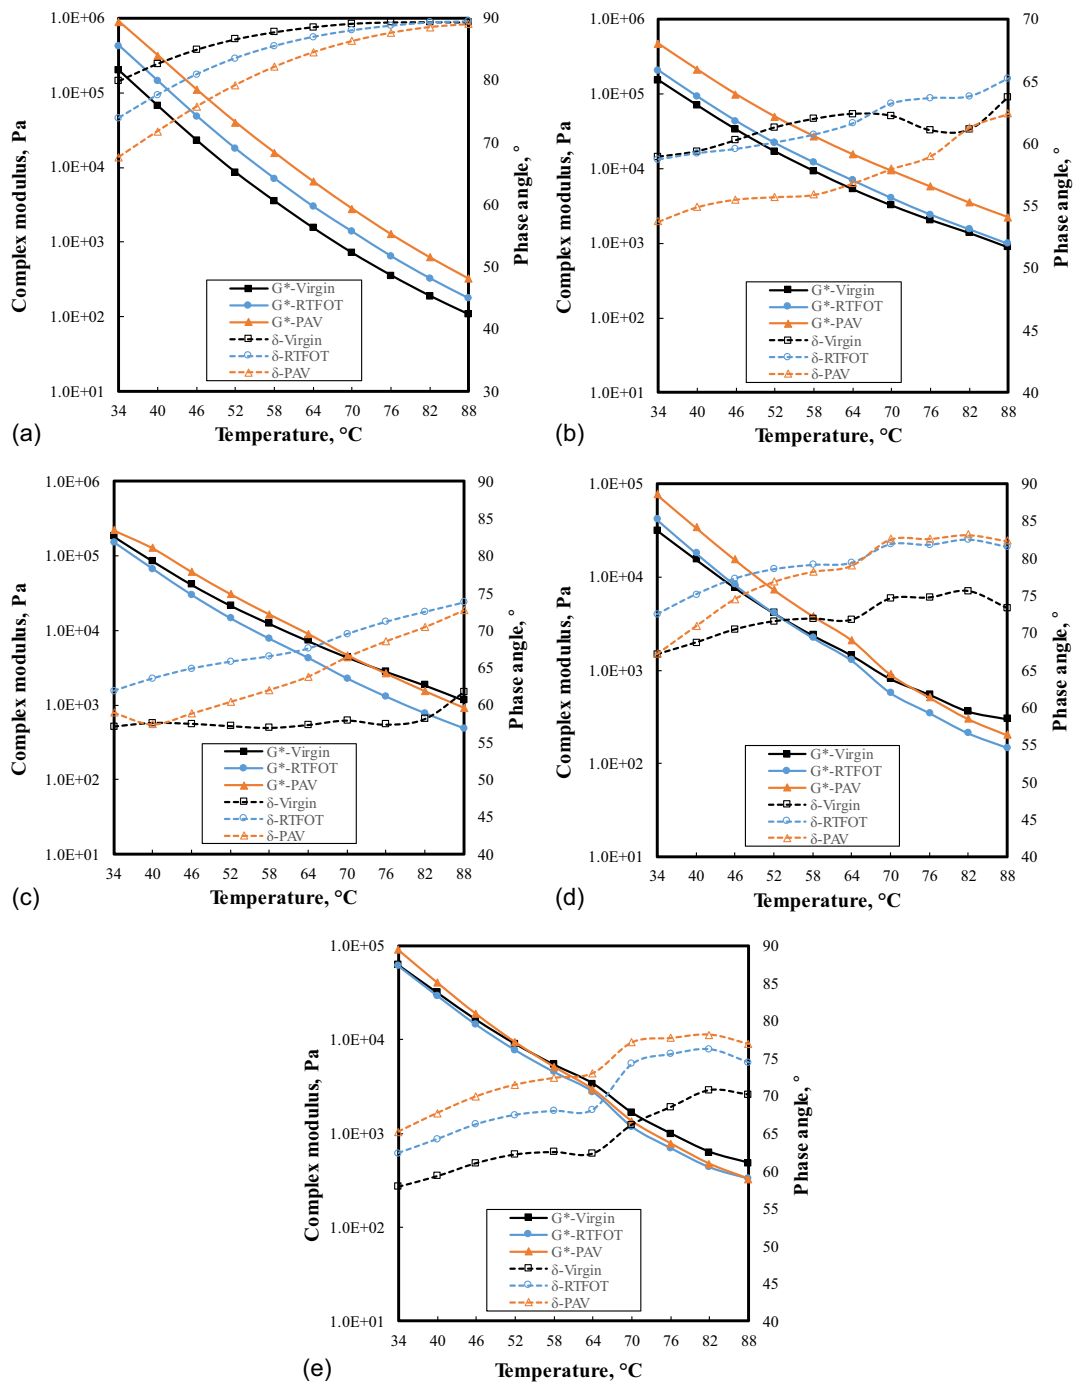 1.0E+06
1.0E+05
1.0E+04
1.0E+03
1.0E+02
1.0E+01
Complex modulus, Pa
90
80
70
60
50
40
30
Phase angle, °
G*-Virgin
G*-RTFOT
G*-PAV
δ-Virgin
δ-RTFOT
δ-PAV
34 40 46 52 58 64 70 76 82 88
(a) Temperature, °C
1.0E+06
1.0E+05
1.0E+04
1.0E+03
1.0E+02
1.0E+01
Complex modulus, Pa
70
65
60
55
50
45
40
Phase angle, °
G*-Virgin
G*-RTFOT
G*-PAV
δ-Virgin
δ-RTFOT
δ-PAV
34 40 46 52 58 64 70 76 82 88
(b) Temperature, °C
1.0E+06
1.0E+05
1.0E+04
1.0E+03
1.0E+02
1.0E+01
Complex modulus, Pa
90
85
80
75
70
65
60
55
50
45
40
Phase angle, °
G*-Virgin
G*-RTFOT
G*-PAV
δ-Virgin
δ-RTFOT
δ-PAV
34 40 46 52 58 64 70 76 82 88
(c) Temperature, °C
1.0E+05
1.0E+04
1.0E+03
1.0E+02
1.0E+01
Complex modulus, Pa
90
85
80
75
70
65
60
55
50
45
40
Phase angle, °
G*-Virgin
G*-RTFOT
G*-PAV
δ-Virgin
δ-RTFOT
δ-PAV
34 40 46 52 58 64 70 76 82 88
(d) Temperature, °C
1.0E+05
1.0E+04
1.0E+03
1.0E+02
1.0E+01
Complex modulus, Pa
90
85
80
75
70
65
60
55
50
45
40
Phase angle, °
G*-Virgin
G*-RTFOT
G*-PAV
δ-Virgin
δ-RTFOT
δ-PAV
34 40 46 52 58 64 70 76 82 88
(e) Temperature, °C